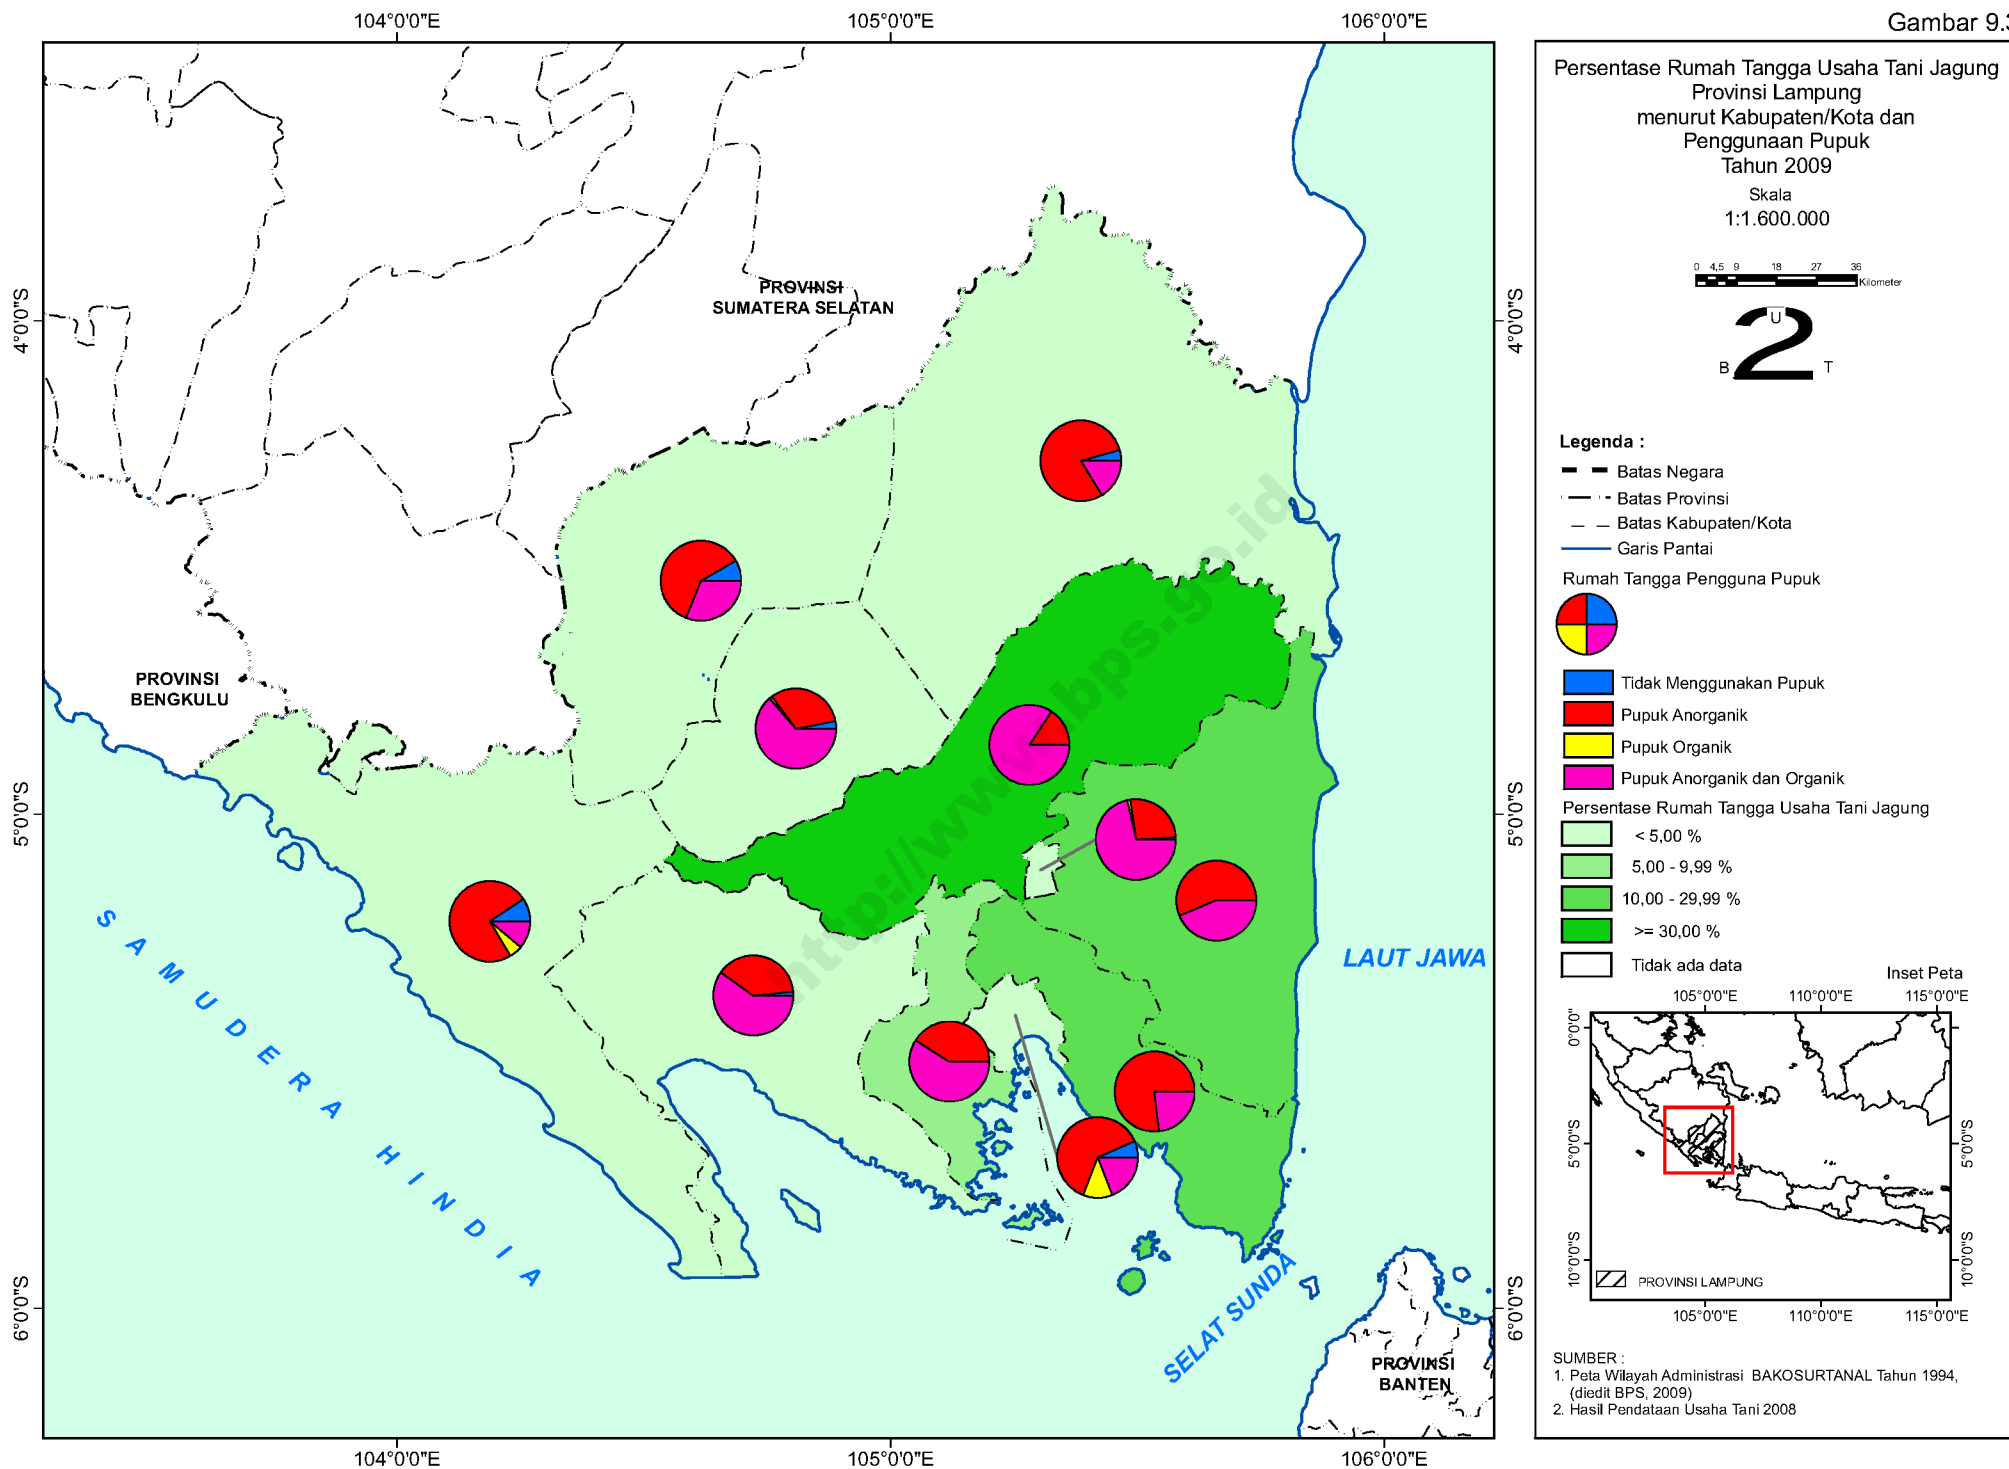 Gambar 9.3
104°0'0"E 105°0'0"E 106°0'0"E
4°0'0"S 4°0'0"S
5°0'0"S 5°0'0"S
6°0'0"S 6°0'0"S
104°0'0"E 105°0'0"E 106°0'0"E
PROVINSI
SUMATERA SELATAN
PROVINSI
BENGKULU
SAMUDERA HINDIA
LAUT JAWA
SELAT SUNDA
PROVINSI
BANTEN
http://www.bps.go.id
Persentase Rumah Tangga Usaha Tani Jagung
Provinsi Lampung
menurut Kabupaten/Kota dan
Penggunaan Pupuk
Tahun 2009
Skala
1:1.600.000
0 4,5 9 18 27 36
Kilometer
U
B T
Legenda :
Batas Negara
Batas Provinsi
Batas Kabupaten/Kota
Garis Pantai
Rumah Tangga Pengguna Pupuk
Tidak Menggunakan Pupuk
Pupuk Anorganik
Pupuk Organik
Pupuk Anorganik dan Organik
Persentase Rumah Tangga Usaha Tani Jagung
< 5,00 %
5,00 - 9,99 %
10,00 - 29,99 %
>= 30,00 %
Tidak ada data
Inset Peta
105°0'0"E 110°0'0"E 115°0'0"E
0°0'0"
5°0'0"S 5°0'0"S
10°0'0"S 10°0'0"S
PROVINSI LAMPUNG
105°0'0"E 110°0'0"E 115°0'0"E
SUMBER :
1. Peta Wilayah Administrasi BAKOSURTANAL Tahun 1994,
(diedit BPS, 2009)
2. Hasil Pendataan Usaha Tani 2008